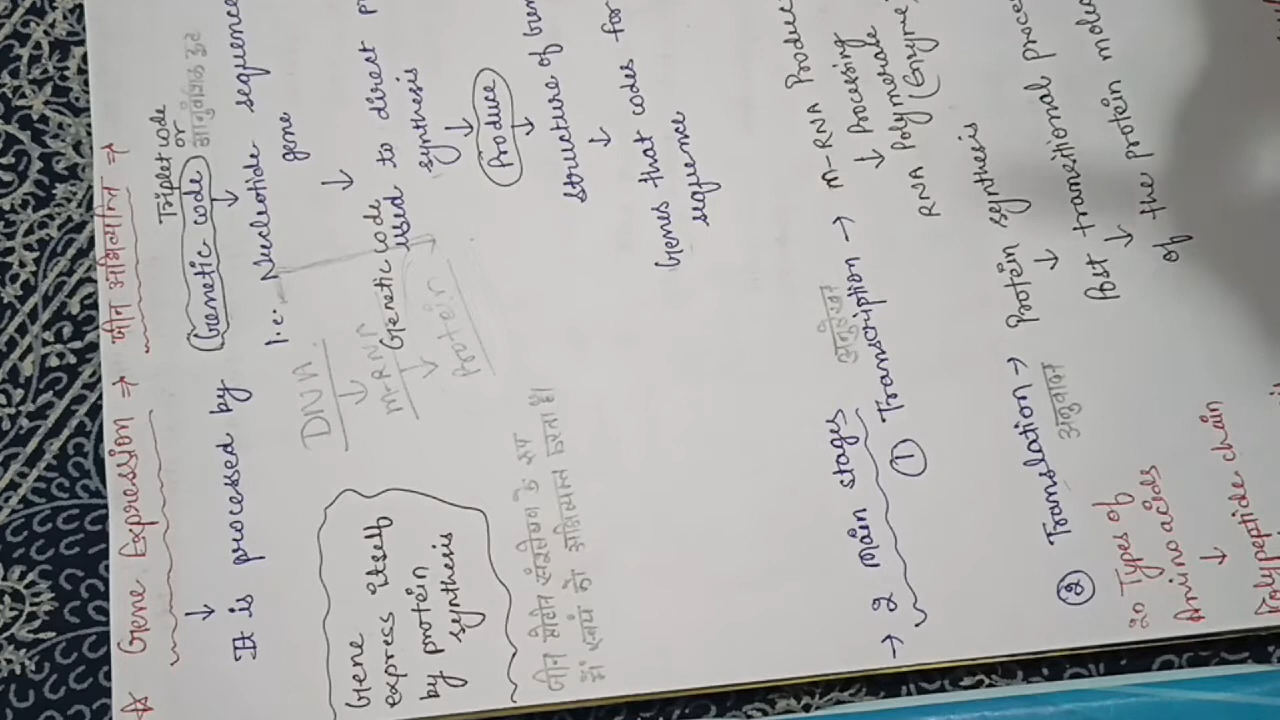 ☆ Gene Expression ⇒ जीन अभिव्यक्ति ⇒
↓
It is processed by (Genetic code)
Triplet code
or
आनुवंशिक कूट
↓
i.e. Nucleotide sequence
gene
↓
Genetic code used to direct
synthesis
↓
Produce
↓
structure of
↓
Genes that codes for
sequence
DNA
↓
m-RNA
↓
Protein
Gene
express itself
by protein
synthesis
जीन प्रोटीन संश्लेषण के रूप
में स्वयं को अभिव्यक्त करता है।
→ 2 Main stages
① Transcription → m-RNA
अनुलेखन
↓ Processing
↓
RNA Polymerade
(Enzyme)
② Translation → Protein synthesis
अनुवादन
↓
Post transitional
↓
of the protein
20 Types of
Amino acids
↓
Polypeptide chain